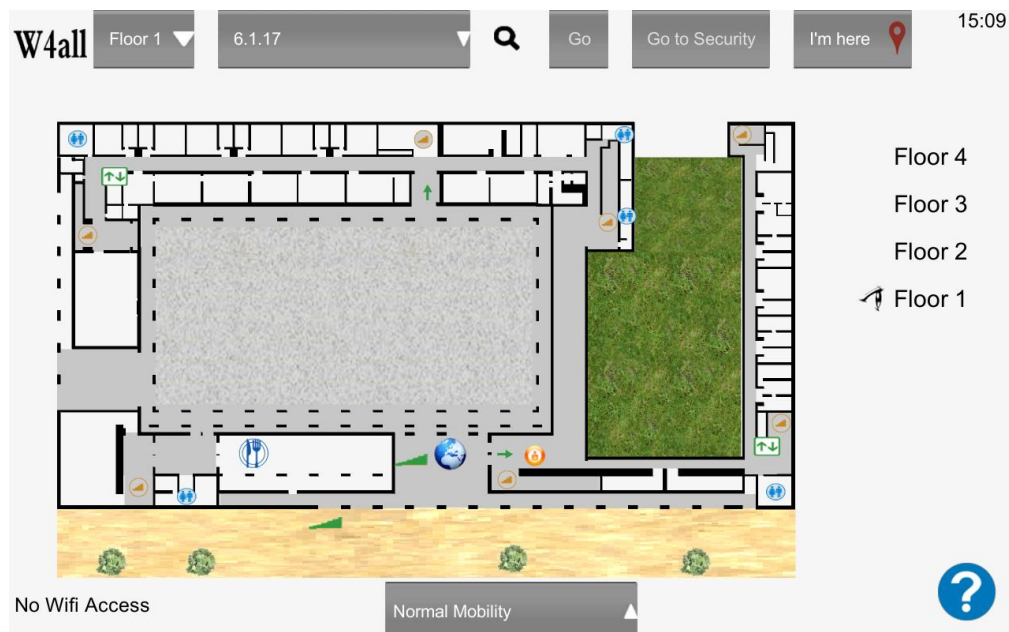 15:09
W4all
Floor 1
6.1.17
Go
Go to Security
I'm here
Floor 4
Floor 3
Floor 2
Floor 1
No Wifi Access
Normal Mobility
?